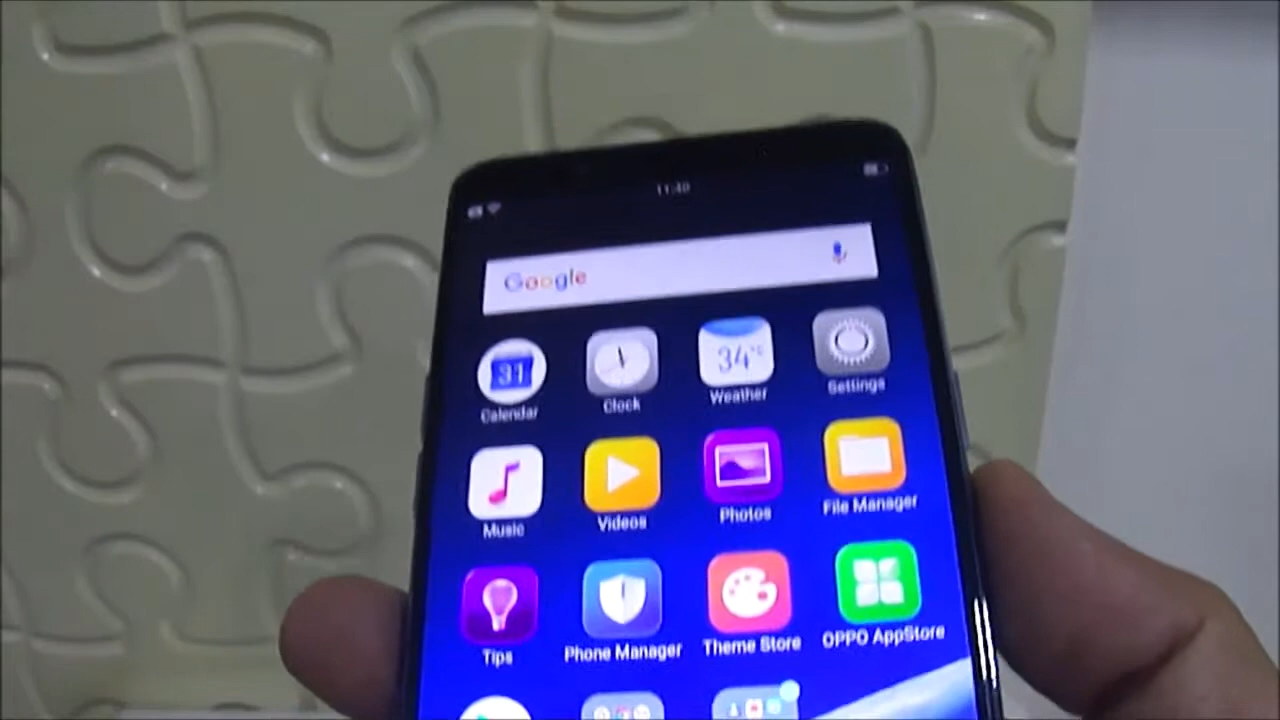 11:40
Google
31
34°c
Calendar Clock Weather Settings
Music Videos Photos File Manager
Tips Phone Manager Theme Store OPPO AppStore